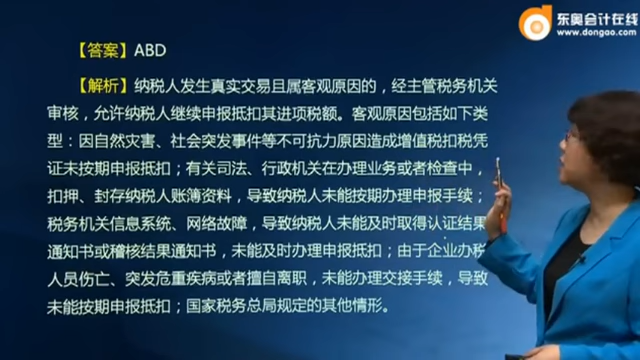 东奥会计在线
www.dongao.com
【答案】ABD
【解析】纳税人发生真实交易且属客观原因的，经主管税务机关
审核，允许纳税人继续申报抵扣其进项税额。客观原因包括如下类
型：因自然灾害、社会突发事件等不可抗力原因造成增值税扣税凭
证未按期申报抵扣；有关司法、行政机关在办理业务或者检查中，
扣押、封存纳税人账簿资料，导致纳税人未能按期办理申报手续；
税务机关信息系统、网络故障，导致纳税人未能及时取得认证结果
通知书或稽核结果通知书，未能及时办理申报抵扣；由于企业办税
人员伤亡、突发危重疾病或者擅自离职，未能办理交接手续，导致
未能按期申报抵扣；国家税务总局规定的其他情形。